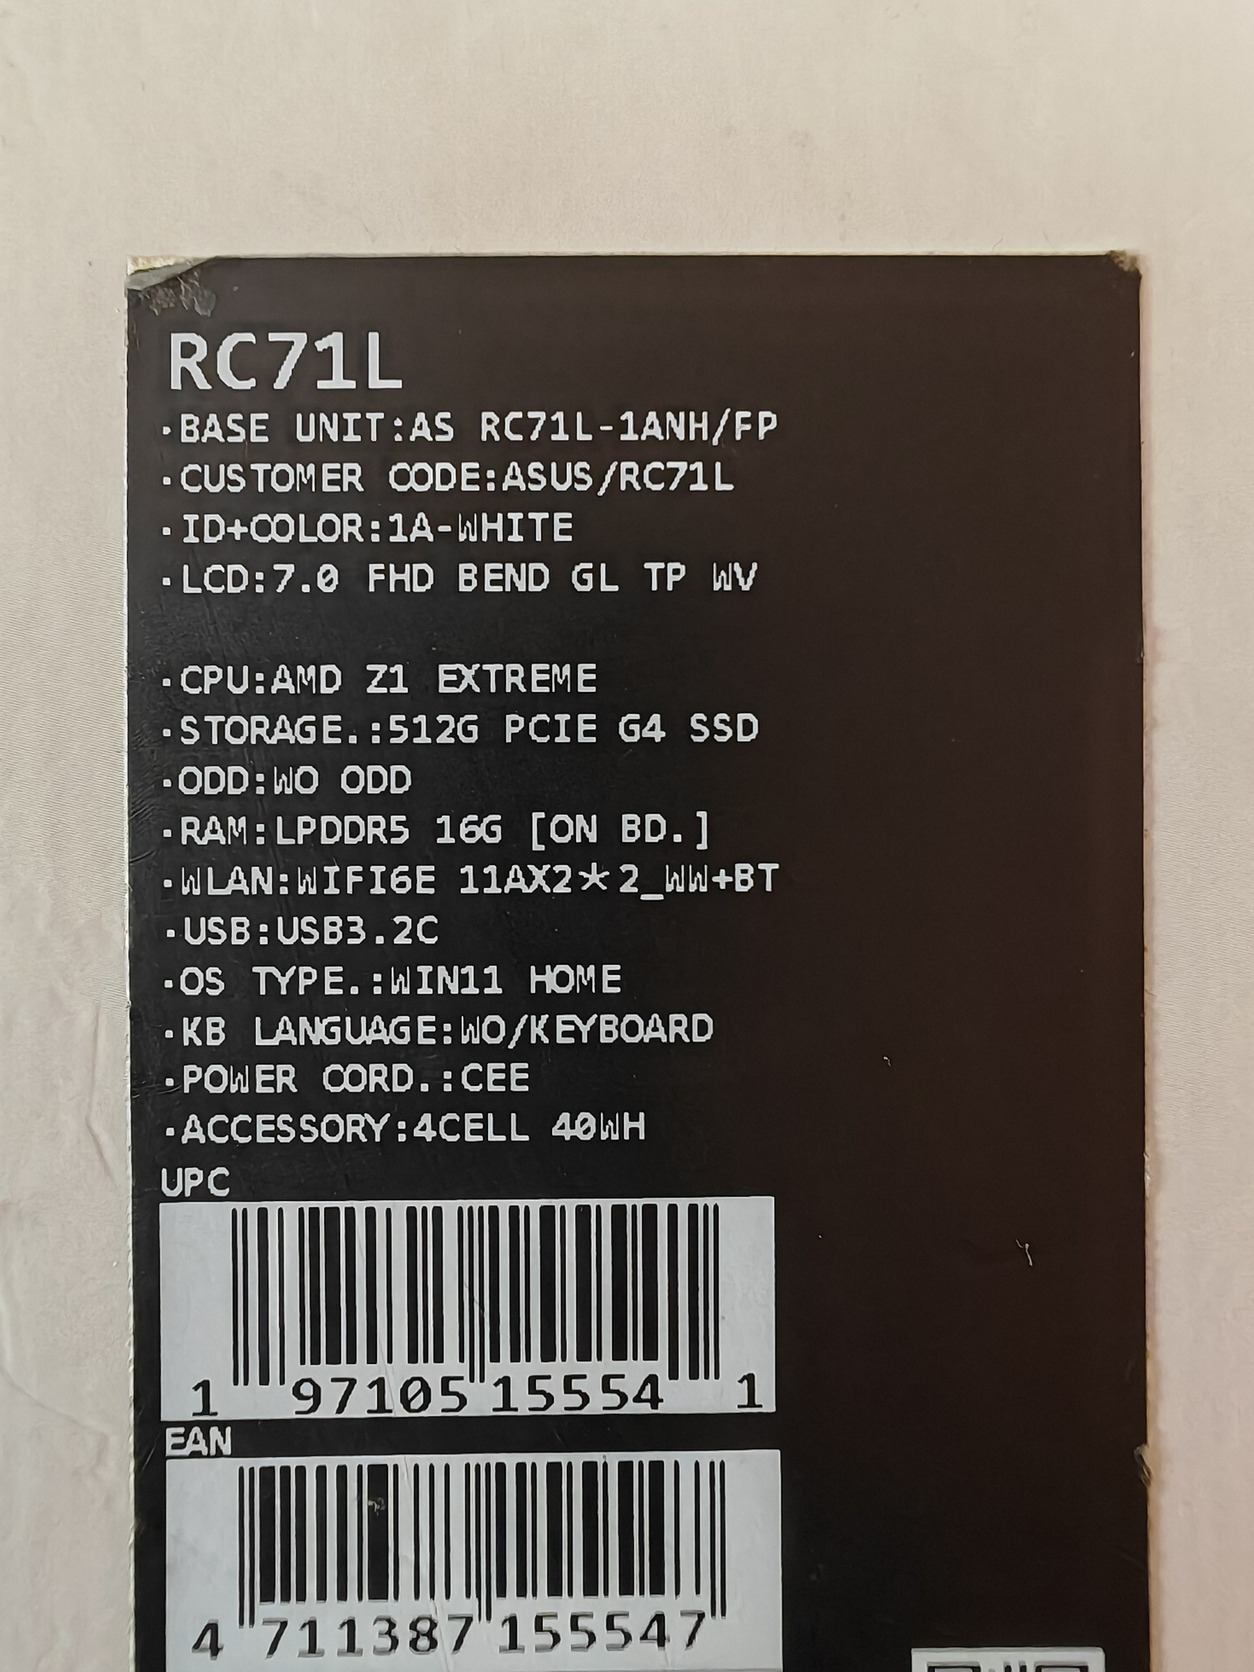 RC71L
·BASE UNIT:AS RC71L-1ANH/FP
·CUSTOMER CODE:ASUS/RC71L
·ID+COLOR:1A-WHITE
·LCD:7.0 FHD BEND GL TP WV
·CPU:AMD Z1 EXTREME
·STORAGE.:512G PCIE G4 SSD
·ODD:WO ODD
·RAM:LPDDR5 16G [ON BD.]
·WLAN:WIFI6E 11AX2*2_WW+BT
·USB:USB3.2C
·OS TYPE.:WIN11 HOME
·KB LANGUAGE:WO/KEYBOARD
·POWER CORD.:CEE
·ACCESSORY:4CELL 40WH
UPC
1 97105 15554 1
EAN
4 711387 155547